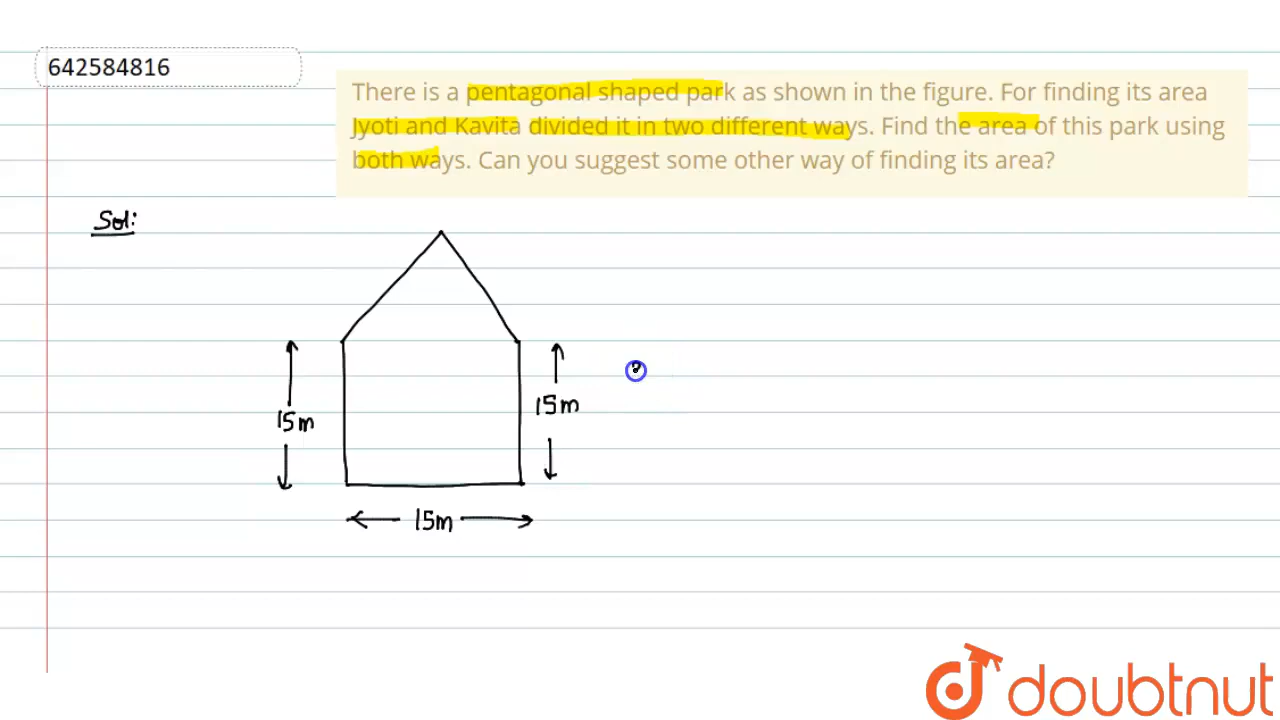 642584816
There is a pentagonal shaped park as shown in the figure. For finding its area
Jyoti and Kavita divided it in two different ways. Find the area of this park using
both ways. Can you suggest some other way of finding its area?
Sol:
15m
15m
15m
doubtnut